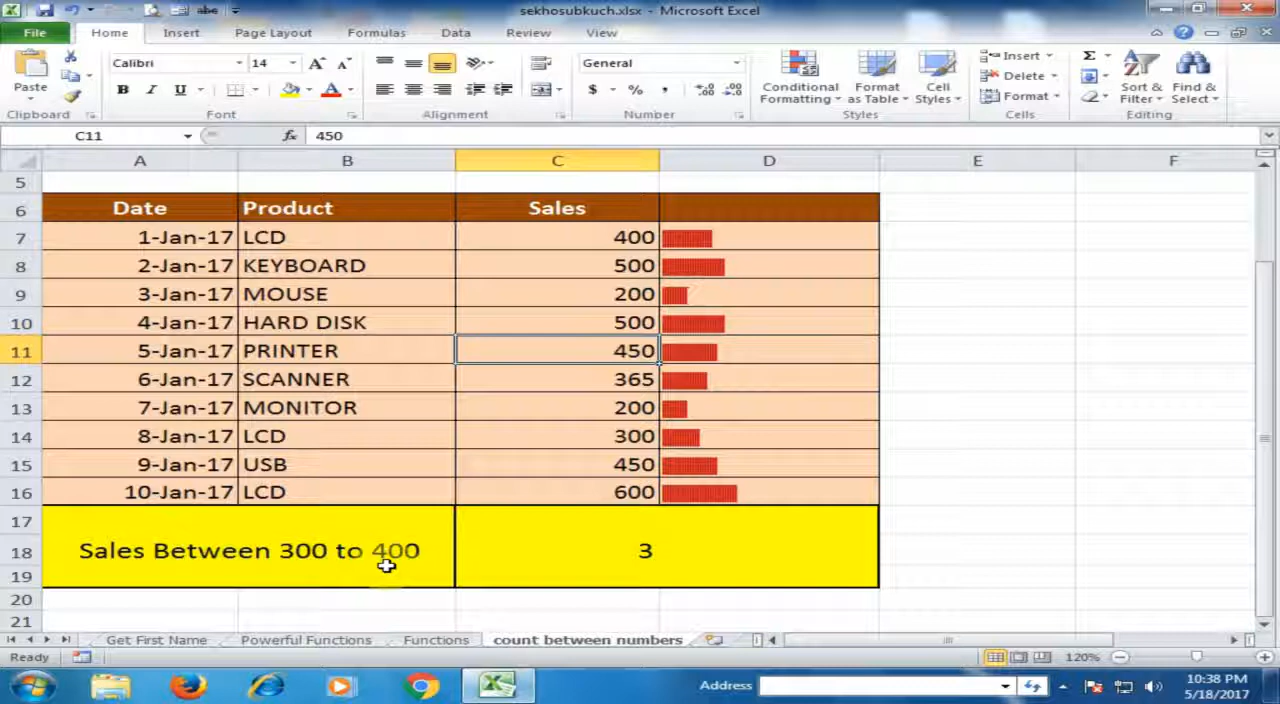 sekhosubkuch.xlsx - Microsoft Excel
File Home Insert Page Layout Formulas Data Review View
Calibri 14 General
Paste
Conditional Formatting Format as Table Cell Styles
Insert
Delete
Format
Sort & Filter Find & Select
Clipboard Font Alignment Number Styles Cells Editing
C11 fx 450
A B C D E F
5
6 Date Product Sales
7 1-Jan-17 LCD 400
8 2-Jan-17 KEYBOARD 500
9 3-Jan-17 MOUSE 200
10 4-Jan-17 HARD DISK 500
11 5-Jan-17 PRINTER 450
12 6-Jan-17 SCANNER 365
13 7-Jan-17 MONITOR 200
14 8-Jan-17 LCD 300
15 9-Jan-17 USB 450
16 10-Jan-17 LCD 600
17
18 Sales Between 300 to 400 3
19
20
21
Get First Name Powerful Functions Functions count between numbers
Ready 120%
Address 10:38 PM
5/18/2017